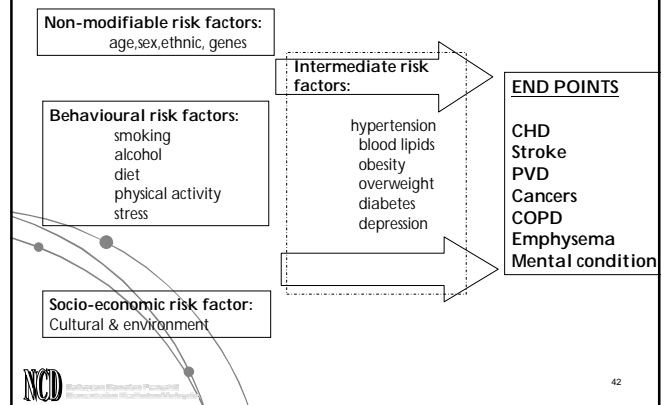 Non-modifiable risk factors:
age,sex,ethnic, genes
Behavioural risk factors:
smoking
alcohol
diet
physical activity
stress
Socio-economic risk factor:
Cultural & environment
Intermediate risk
factors:
hypertension
blood lipids
obesity
overweight
diabetes
depression
END POINTS
CHD
Stroke
PVD
Cancers
COPD
Emphysema
Mental condition
NCD
42